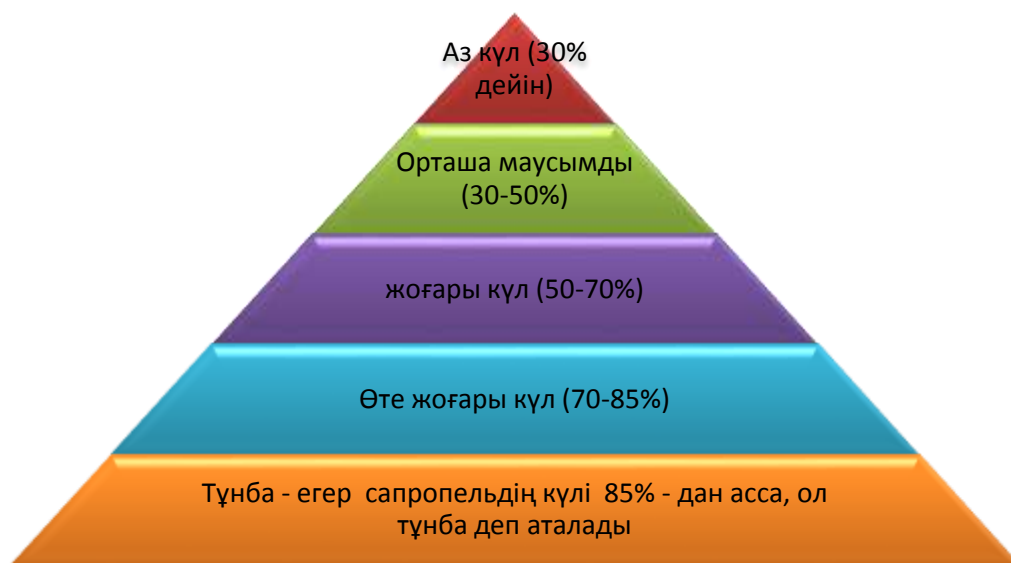 Аз күл (30%
дейін)
Орташа маусымды
(30-50%)
жоғары күл (50-70%)
Өте жоғары күл (70-85%)
Тұнба - егер  сапропельдің күлі  85% - дан асса, ол
тұнба деп аталады